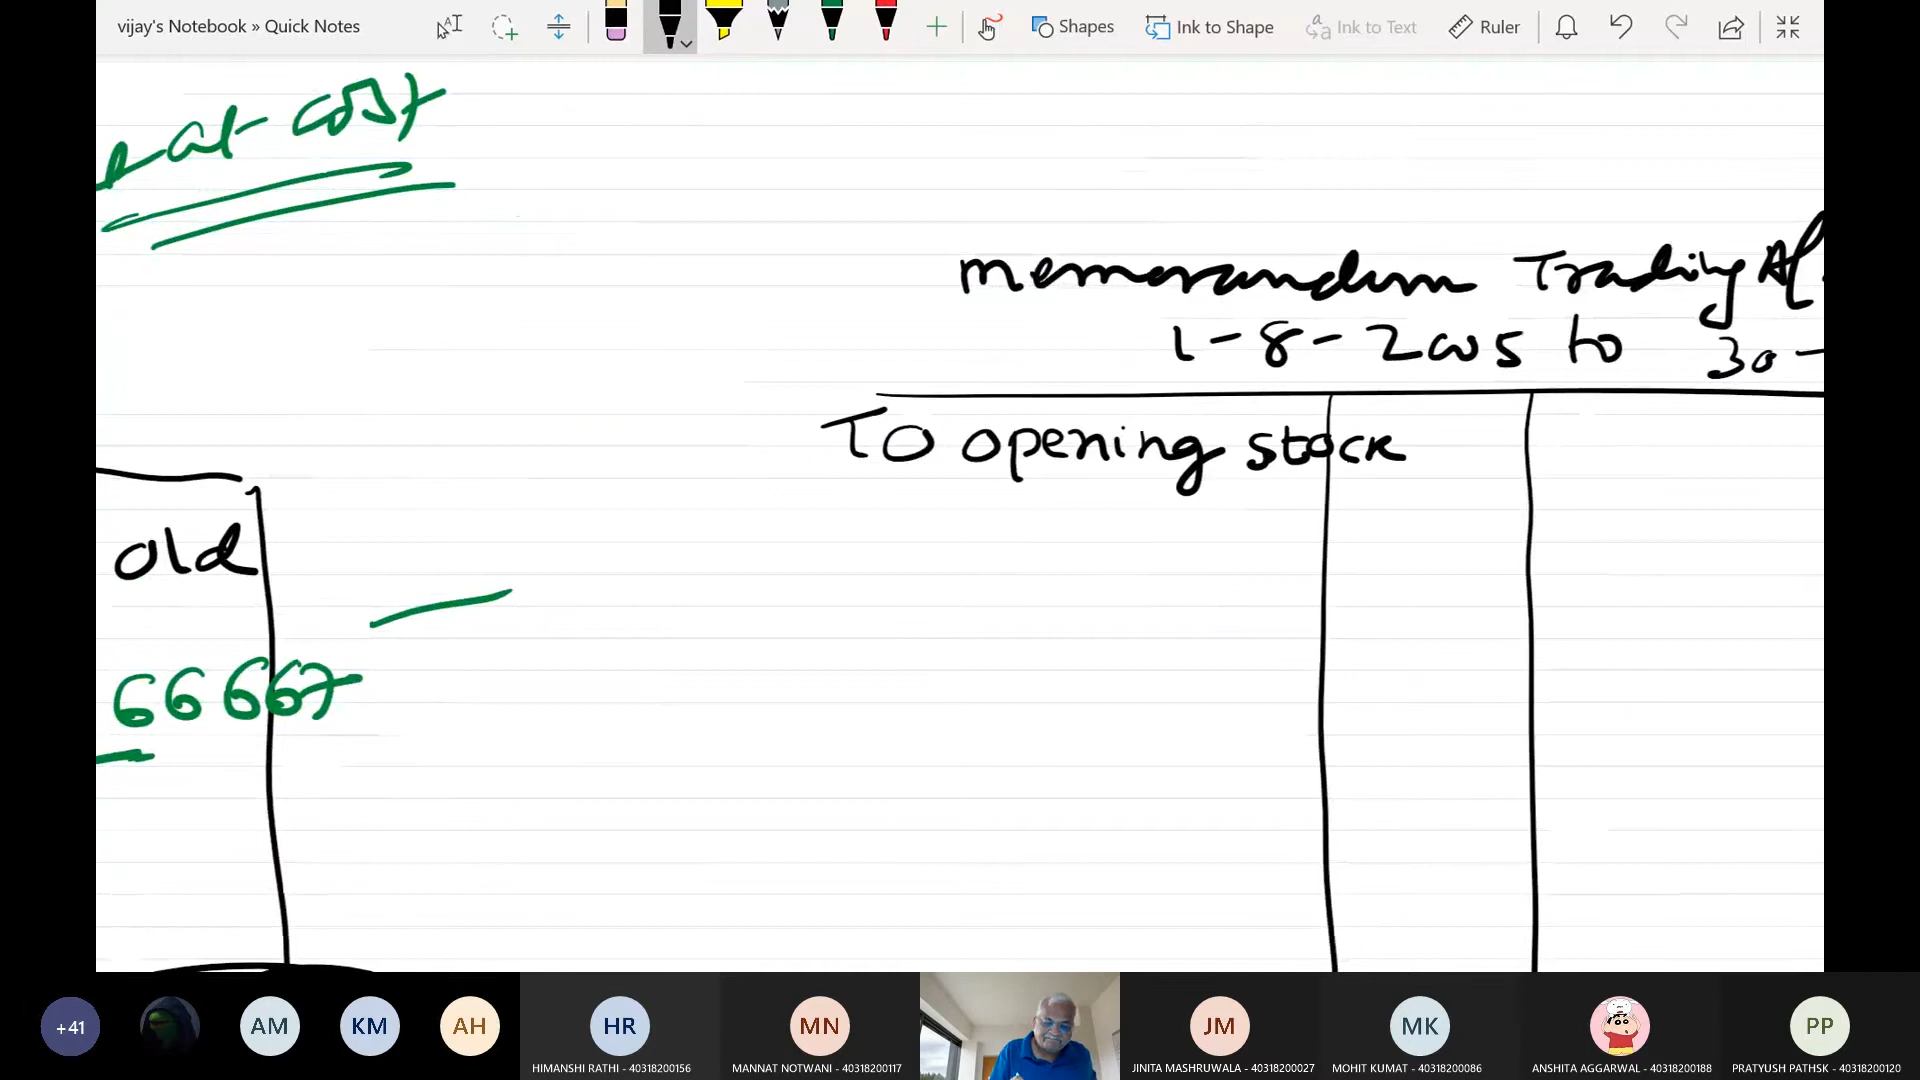 vijay's Notebook » Quick Notes
Shapes
Ink to Shape
Ink to Text
Ruler
at cost
memorandum Trading A/
1-8-2005 to 30-
To opening stock
old
66667
+41
AM
KM
AH
HR
MN
JM
MK
PP
HIMANSHI RATHI - 40318200156
MANNAT NOTWANI - 40318200117
JINITA MASHRUWALA - 40318200027
MOHIT KUMAT - 40318200086
ANSHITA AGGARWAL - 40318200188
PRATYUSH PATHSK - 40318200120